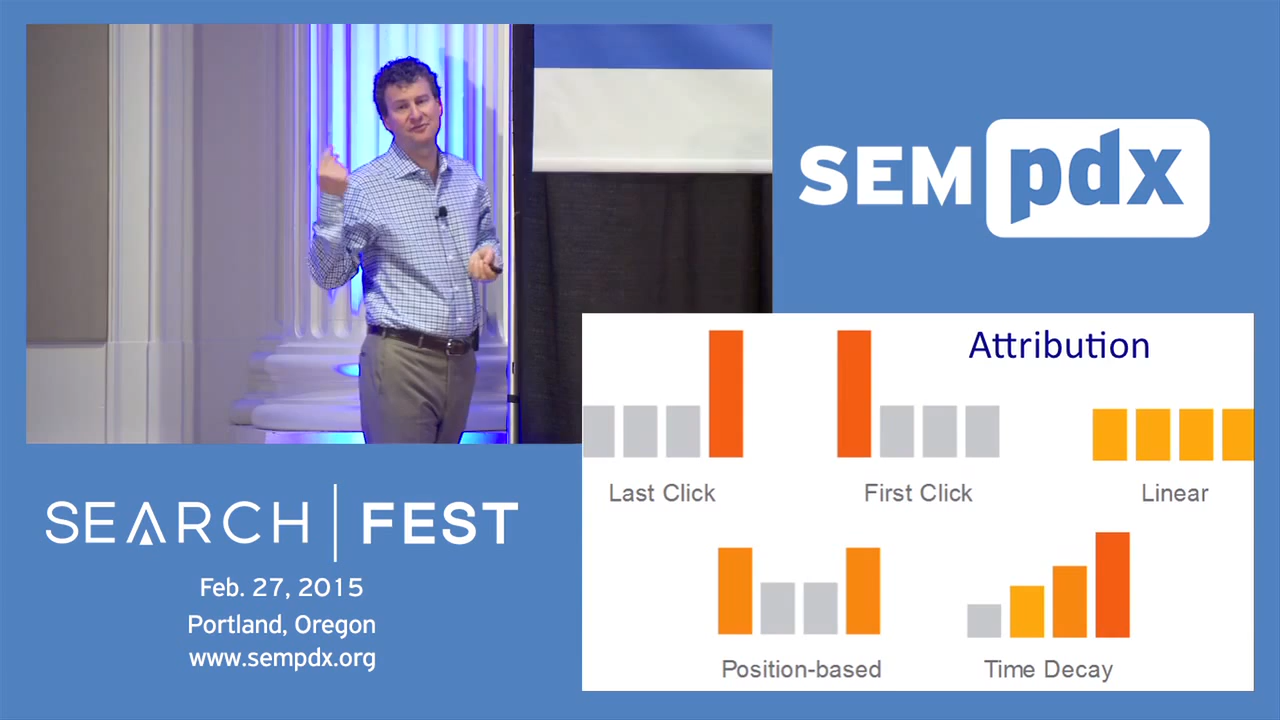 SEM pdx
Attribution
Last Click
First Click
Linear
Position-based
Time Decay
SEARCH FEST
Feb. 27, 2015
Portland, Oregon
www.sempdx.org